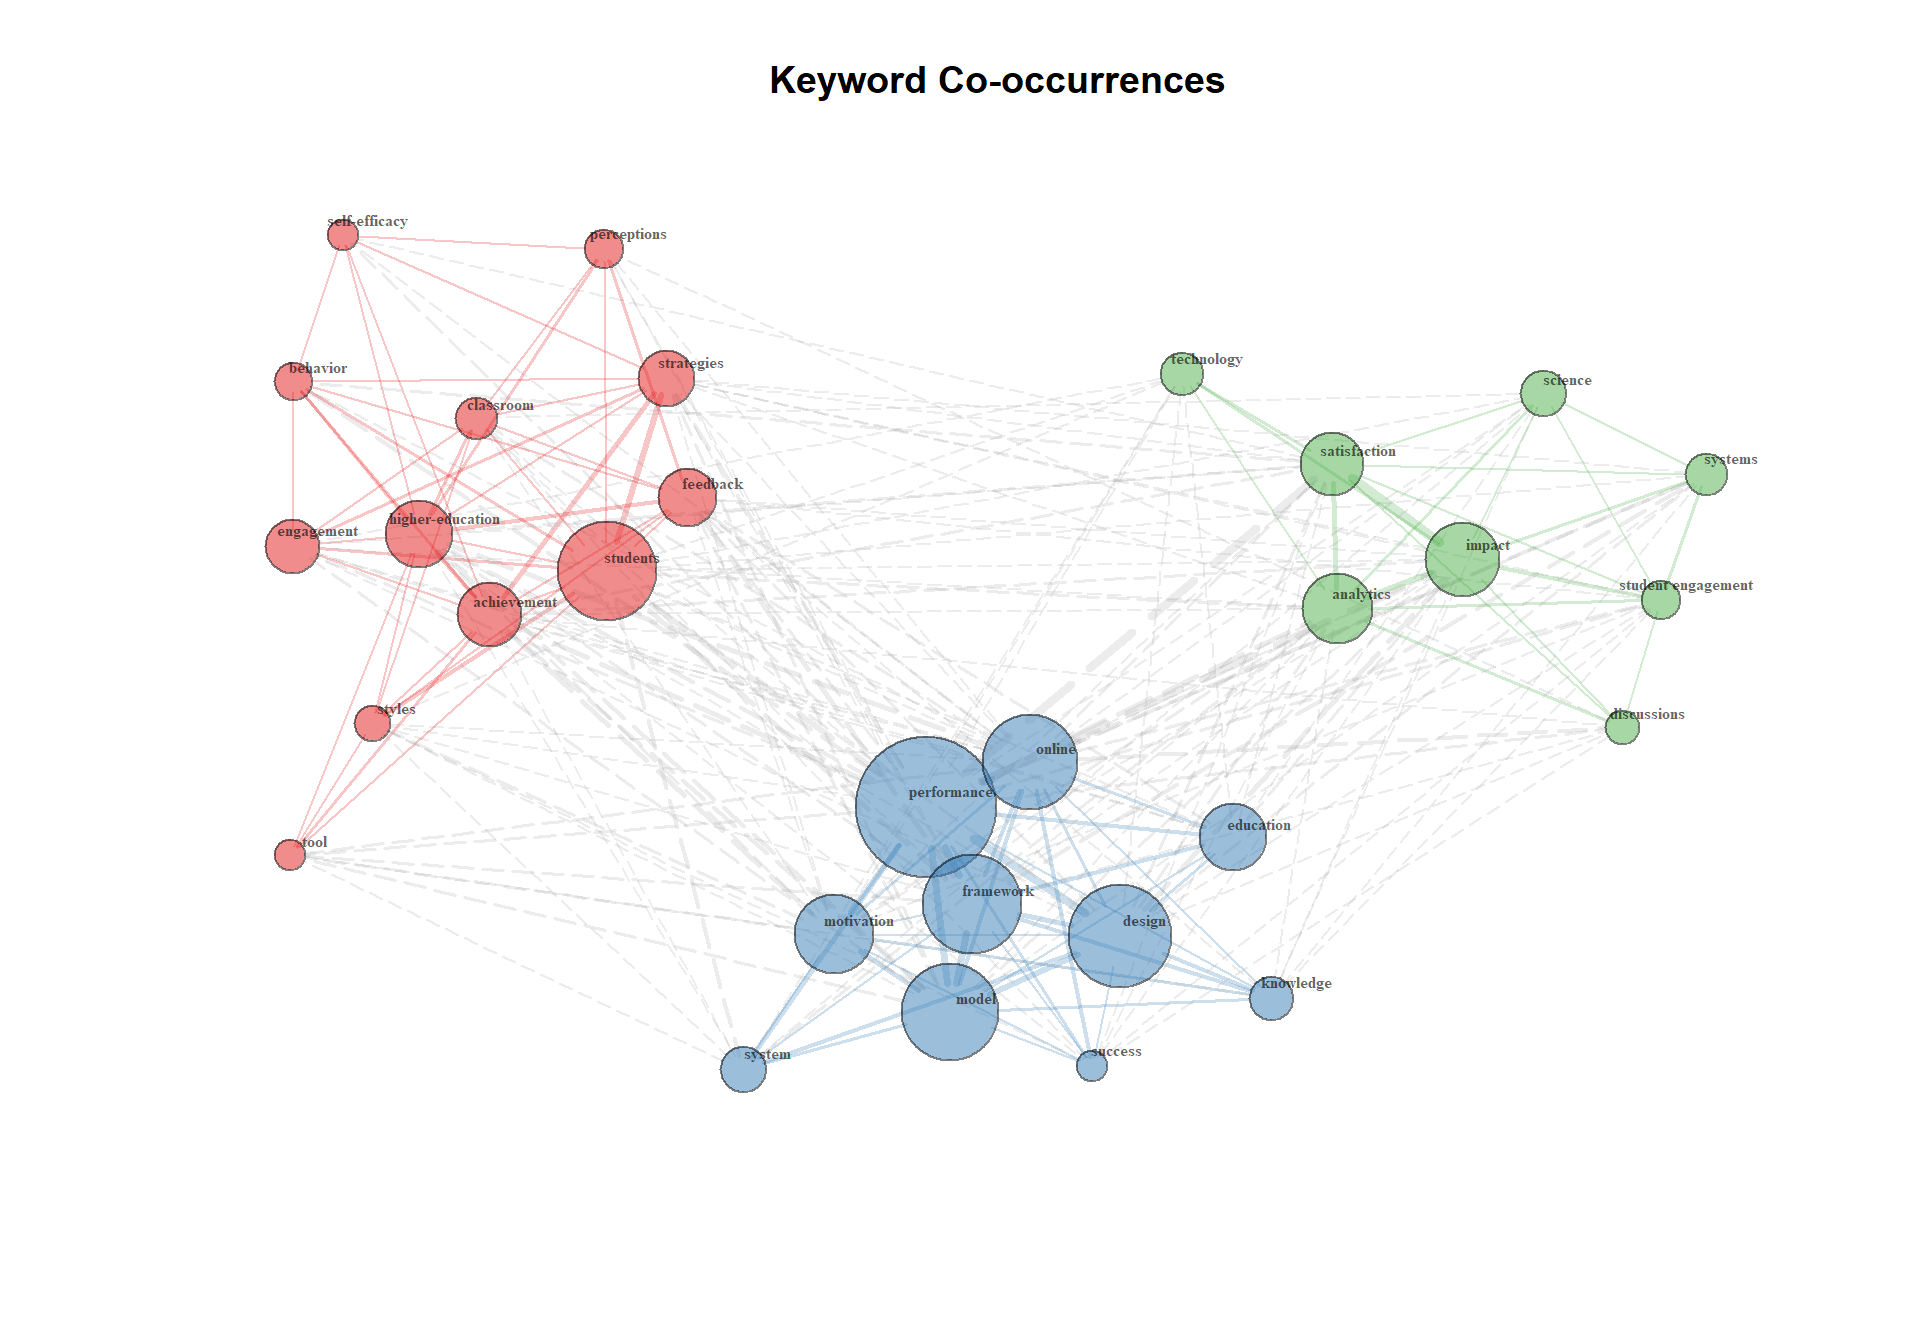 Keyword Co-occurrences
self-efficacy
perceptions
technology
strategies
behavior
science
classroom
satisfaction
systems
feedback
higher-education
engagement
impact
students
student engagement
analytics
achievement
styles
discussions
online
performance
education
tool
framework
motivation
design
knowledge
model
success
system